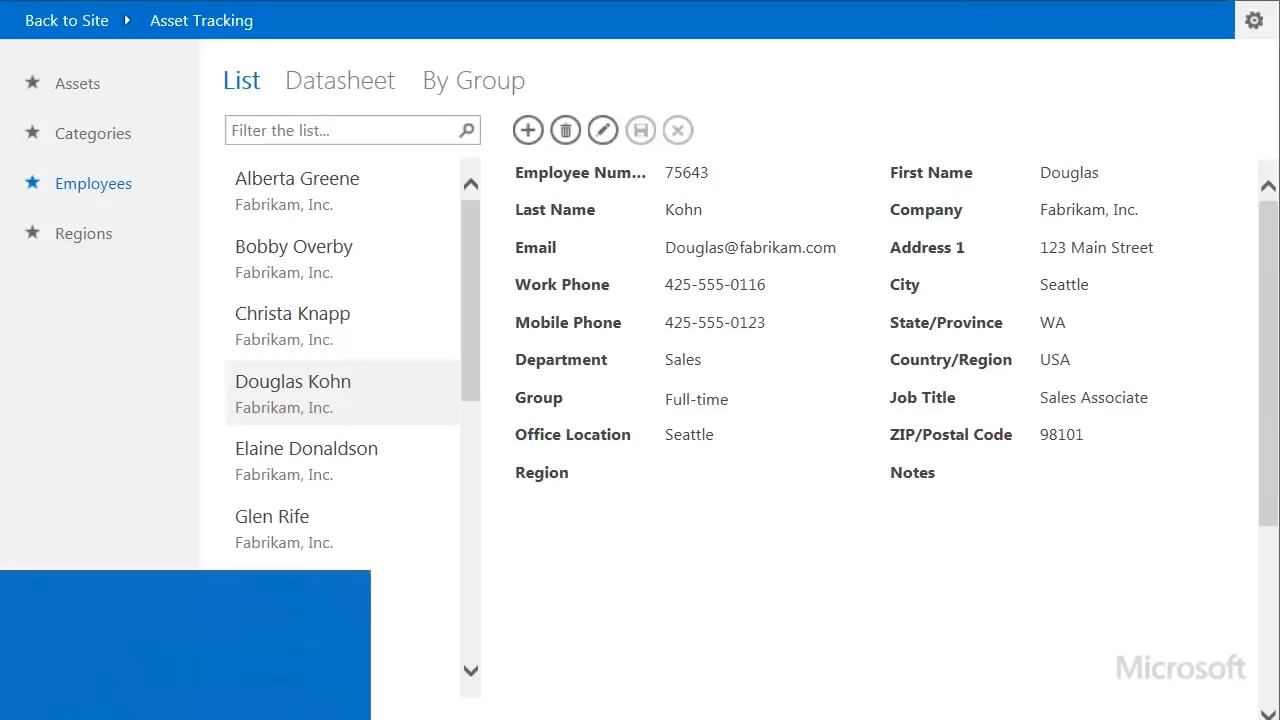 Back to Site Asset Tracking
Assets
Categories
Employees
Regions
List Datasheet By Group
Filter the list...
Alberta Greene
Fabrikam, Inc.
Bobby Overby
Fabrikam, Inc.
Christa Knapp
Fabrikam, Inc.
Douglas Kohn
Fabrikam, Inc.
Elaine Donaldson
Fabrikam, Inc.
Glen Rife
Fabrikam, Inc.
Employee Num... 75643 First Name Douglas
Last Name Kohn Company Fabrikam, Inc.
Email Douglas@fabrikam.com Address 1 123 Main Street
Work Phone 425-555-0116 City Seattle
Mobile Phone 425-555-0123 State/Province WA
Department Sales Country/Region USA
Group Full-time Job Title Sales Associate
Office Location Seattle ZIP/Postal Code 98101
Region Notes
Microsoft